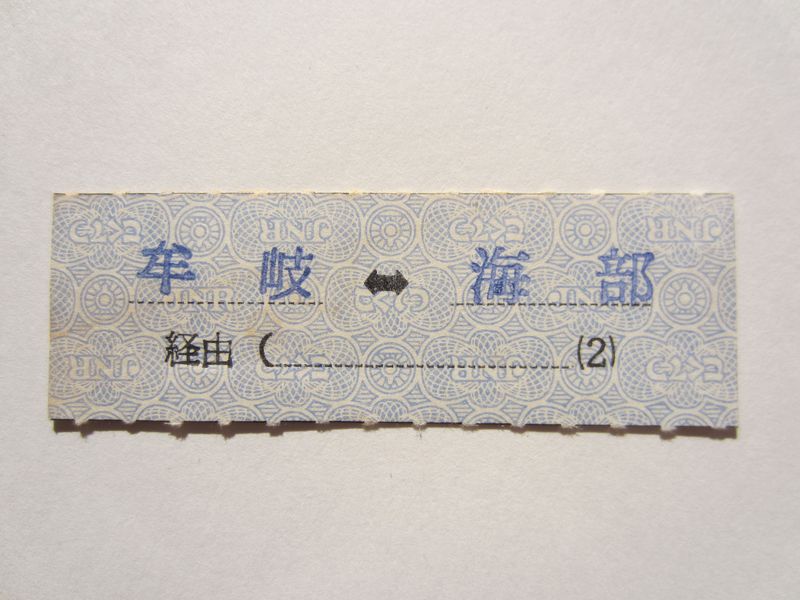 牟岐 ⬌ 海部
経由 ( (2)